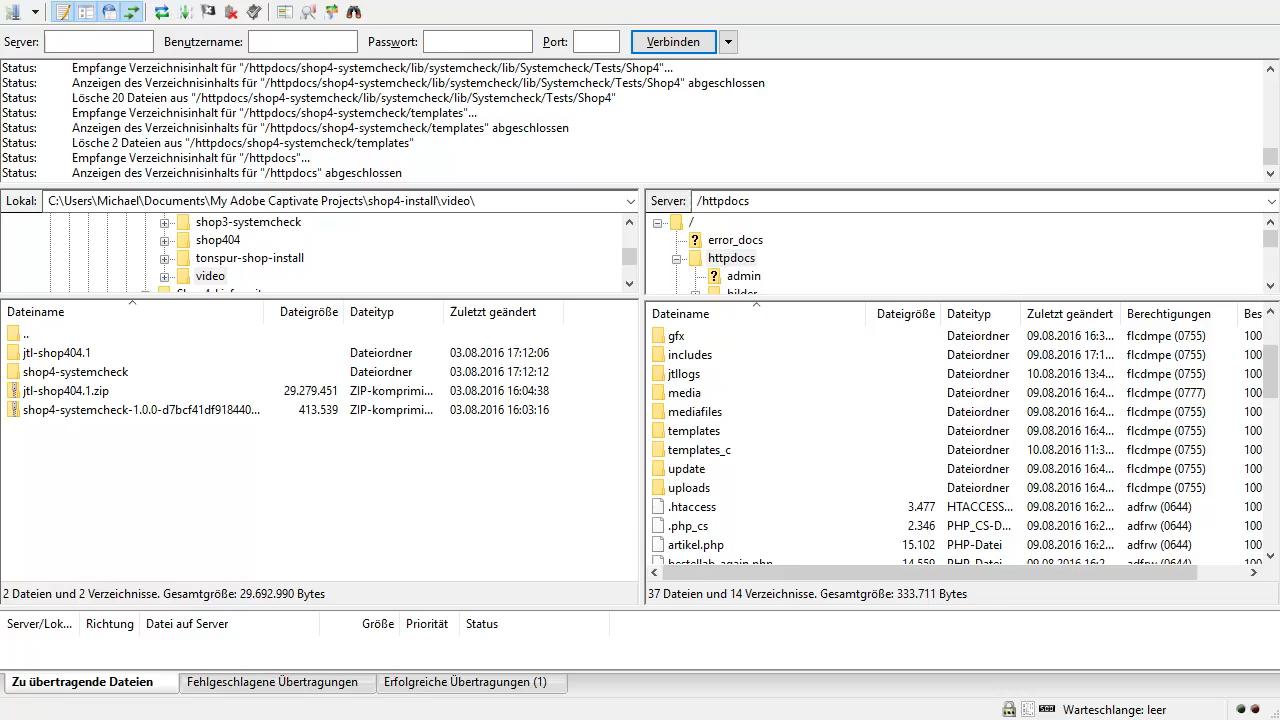 Server: Benutzername: Passwort: Port: Verbinden
Status: Empfange Verzeichnisinhalt für "/httpdocs/shop4-systemcheck/lib/systemcheck/lib/Systemcheck/Tests/Shop4"...
Status: Anzeigen des Verzeichnisinhalts für "/httpdocs/shop4-systemcheck/lib/systemcheck/lib/Systemcheck/Tests/Shop4" abgeschlossen
Status: Lösche 20 Dateien aus "/httpdocs/shop4-systemcheck/lib/systemcheck/lib/Systemcheck/Tests/Shop4"
Status: Empfange Verzeichnisinhalt für "/httpdocs/shop4-systemcheck/templates"...
Status: Anzeigen des Verzeichnisinhalts für "/httpdocs/shop4-systemcheck/templates" abgeschlossen
Status: Lösche 2 Dateien aus "/httpdocs/shop4-systemcheck/templates"
Status: Empfange Verzeichnisinhalt für "/httpdocs"...
Status: Anzeigen des Verzeichnisinhalts für "/httpdocs" abgeschlossen
Lokal: C:\Users\Michael\Documents\My Adobe Captivate Projects\shop4-install\video\
shop3-systemcheck
shop404
tonspur-shop-install
video
Dateiname Dateigröße Dateityp Zuletzt geändert
..
jtl-shop404.1 Dateiordner 03.08.2016 17:12:06
shop4-systemcheck Dateiordner 03.08.2016 17:12:12
jtl-shop404.1.zip 29.279.451 ZIP-komprimi... 03.08.2016 16:04:38
shop4-systemcheck-1.0.0-d7bcf41df918440... 413.539 ZIP-komprimi... 03.08.2016 16:03:16
2 Dateien und 2 Verzeichnisse. Gesamtgröße: 29.692.990 Bytes
Server: /httpdocs
/
error_docs
httpdocs
admin
bilder
Dateiname Dateigröße Dateityp Zuletzt geändert Berechtigungen Bes
gfx Dateiordner 09.08.2016 16:3... flcdmpe (0755) 100
includes Dateiordner 09.08.2016 17:1... flcdmpe (0755) 100
jtllogs Dateiordner 10.08.2016 13:4... flcdmpe (0755) 100
media Dateiordner 09.08.2016 16:4... flcdmpe (0777) 100
mediafiles Dateiordner 09.08.2016 16:4... flcdmpe (0755) 100
templates Dateiordner 09.08.2016 16:4... flcdmpe (0755) 100
templates_c Dateiordner 10.08.2016 11:3... flcdmpe (0755) 100
update Dateiordner 09.08.2016 16:4... flcdmpe (0755) 100
uploads Dateiordner 09.08.2016 16:4... flcdmpe (0755) 100
.htaccess 3.477 HTACCESS... 09.08.2016 16:2... adfrw (0644) 100
.php_cs 2.346 PHP_CS-D... 09.08.2016 16:2... adfrw (0644) 100
artikel.php 15.102 PHP-Datei 09.08.2016 16:2... adfrw (0644) 100
bestellab_again.php 14.559 PHP-Datei 09.08.2016 16:2... adfrw (0644) 100
37 Dateien und 14 Verzeichnisse. Gesamtgröße: 333.711 Bytes
Server/Lok... Richtung Datei auf Server Größe Priorität Status
Zu übertragende Dateien Fehlgeschlagene Übertragungen Erfolgreiche Übertragungen (1)
Warteschlange: leer